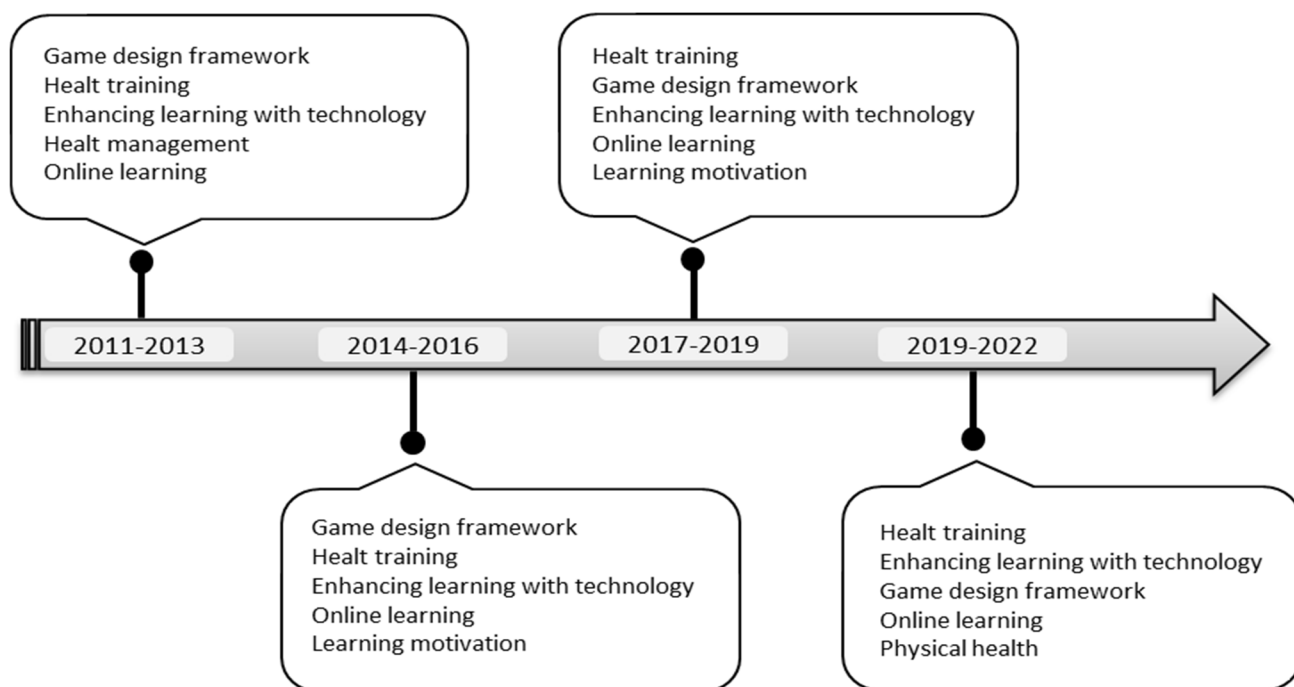 Game design framework
Healt training
Enhancing learning with technology
Healt management
Online learning
Healt training
Game design framework
Enhancing learning with technology
Online learning
Learning motivation
2011-2013
2014-2016
2017-2019
2019-2022
Game design framework
Healt training
Enhancing learning with technology
Online learning
Learning motivation
Healt training
Enhancing learning with technology
Game design framework
Online learning
Physical health